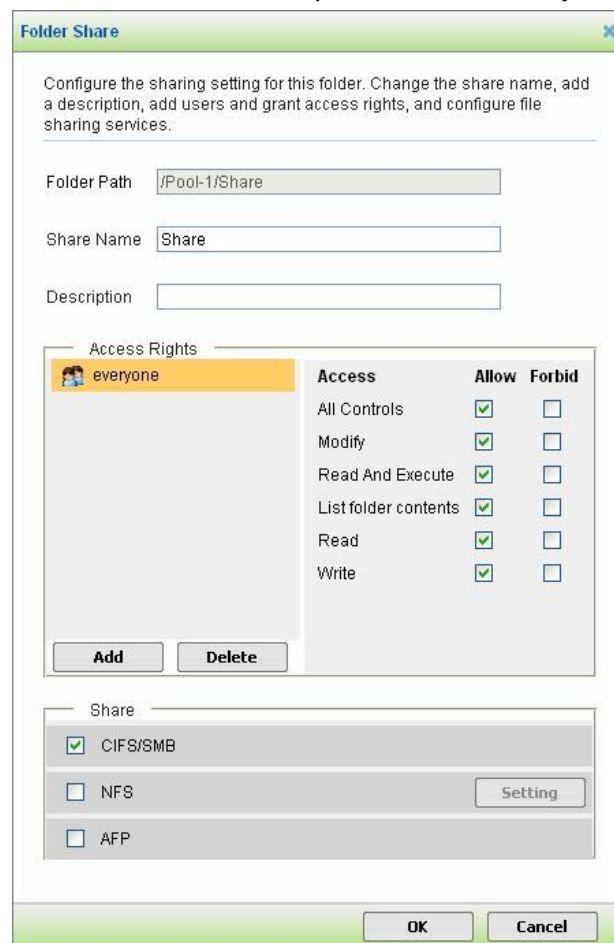 Folder Share
Configure the sharing setting for this folder. Change the share name, add
a description, add users and grant access rights, and configure file
sharing services.
Folder Path /Pool-1/Share
Share Name Share
Description
Access Rights
everyone
Access Allow Forbid
All Controls
Modify
Read And Execute
List folder contents
Read
Write
Add Delete
Share
CIFS/SMB
NFS Setting
AFP
OK Cancel